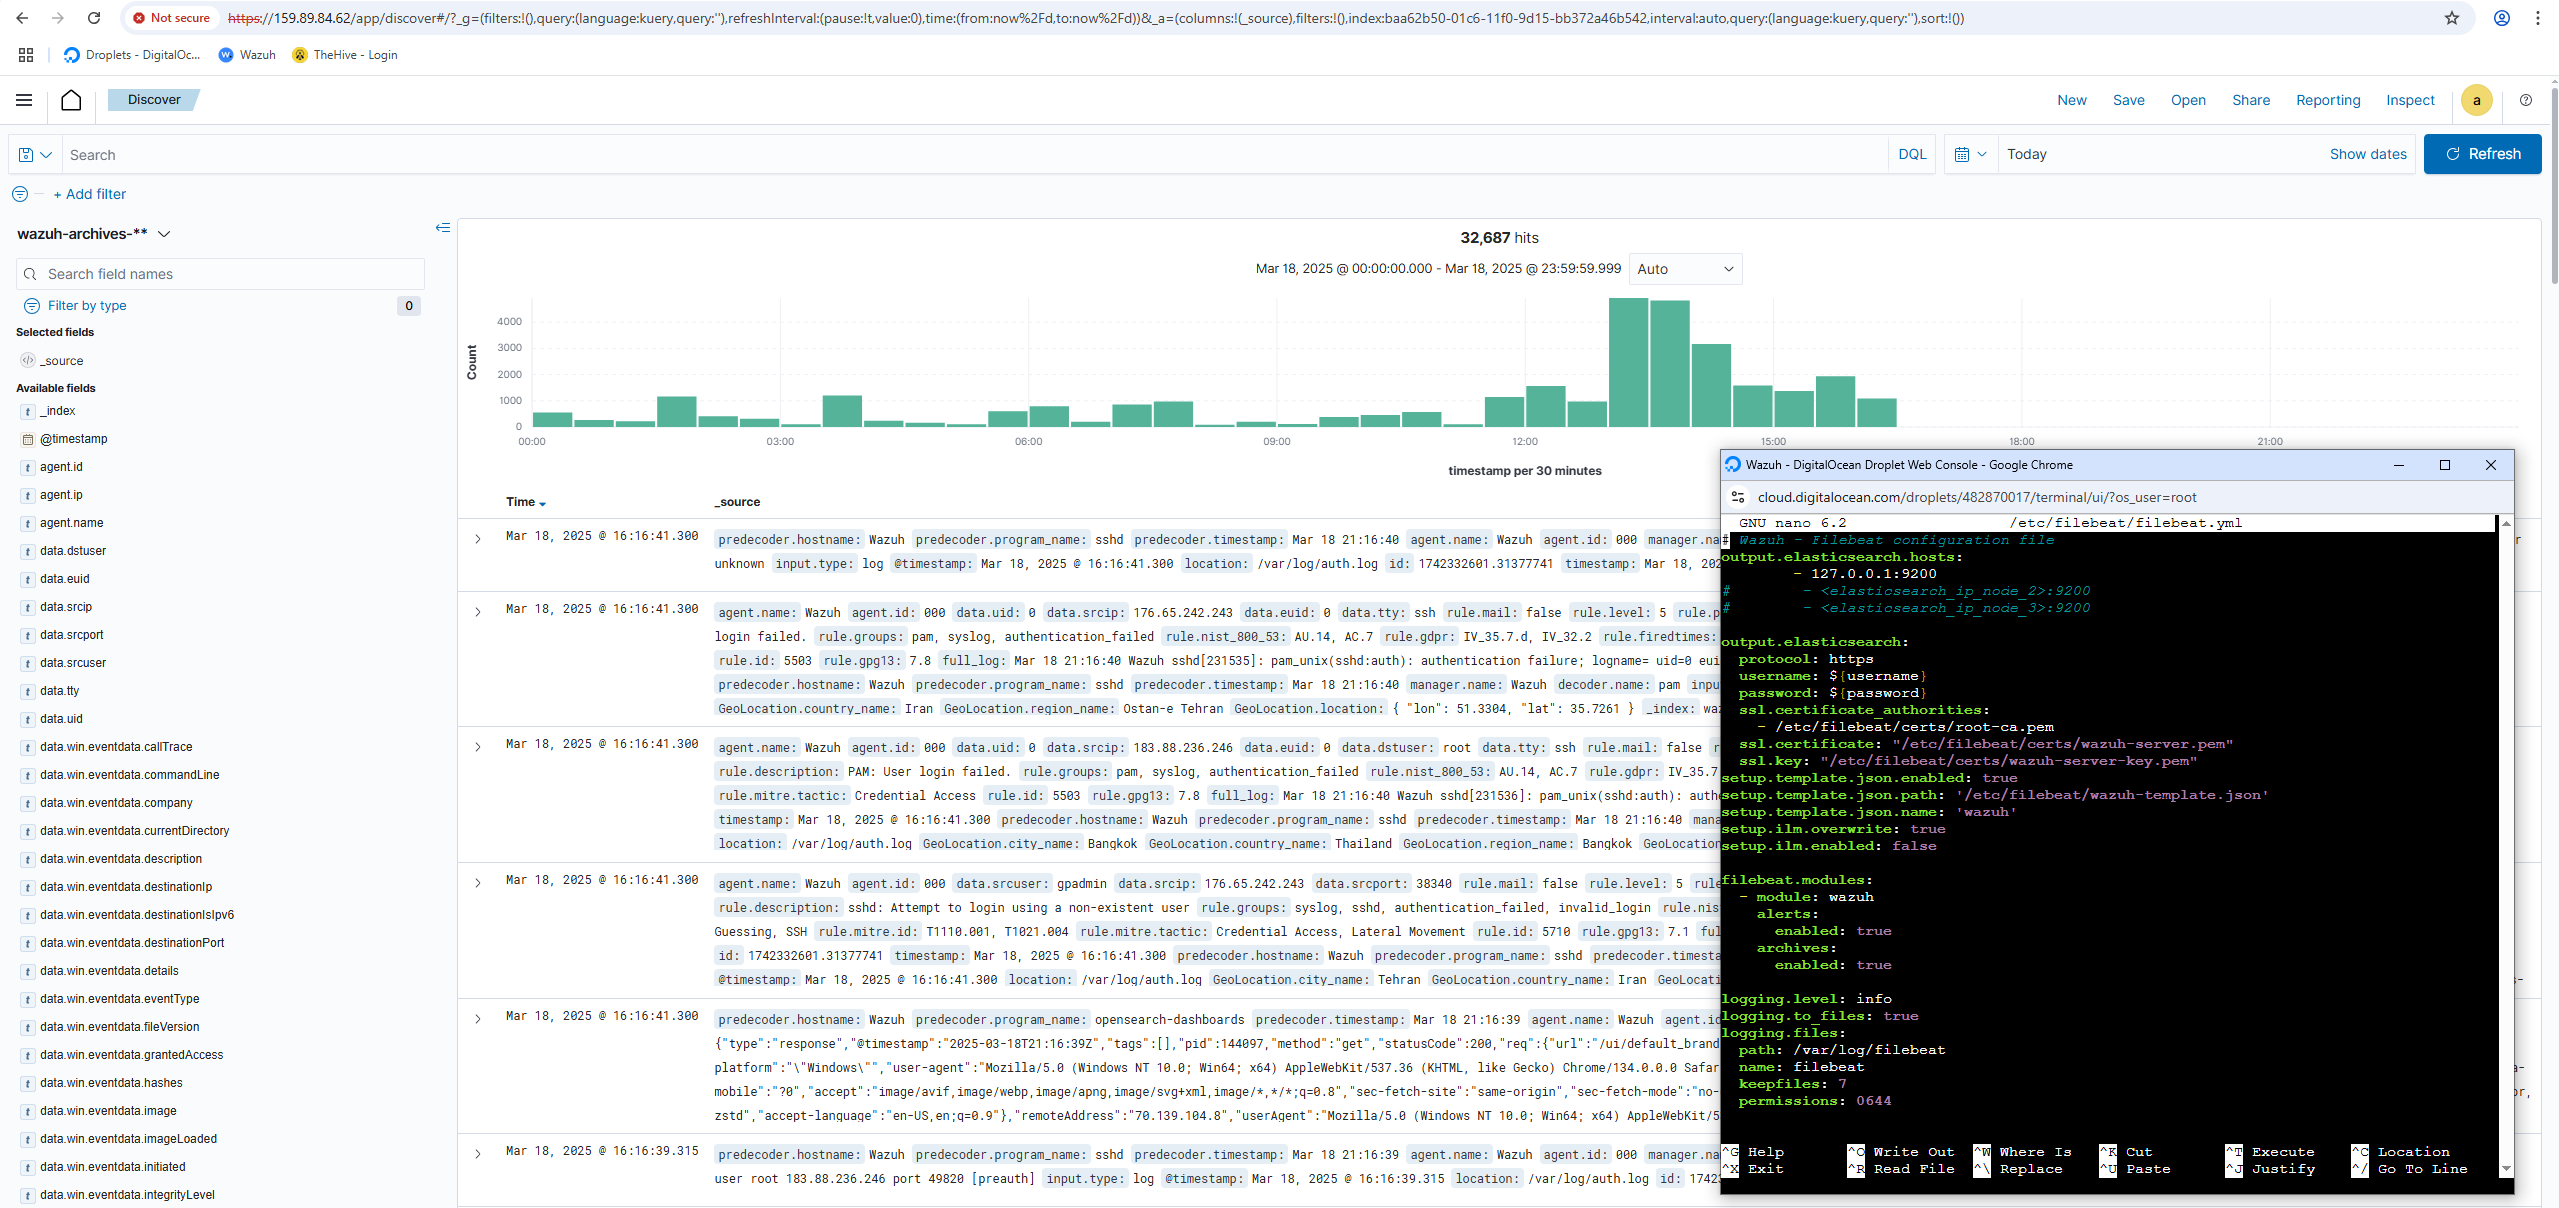 Not secure https://159.89.84.62/app/discover#/?_g=(filters:!(),query:(language:kuery,query:''),refreshInterval:(pause:!t,value:0),time:(from:now%2Fd,to:now%2Fd))&_a=(columns:!(_source),filters:!(),index:baa62b50-01c6-11f0-9d15-bb372a46b542,interval:auto,query:(language:kuery,query:''),sort:!())
Droplets - DigitalOc... Wazuh TheHive - Login
Discover New Save Open Share Reporting Inspect a
Search DQL Today Show dates Refresh
+ Add filter
wazuh-archives-**
Search field names
Filter by type 0
Selected fields
_source
Available fields
_index
@timestamp
agent.id
agent.ip
agent.name
data.dstuser
data.euid
data.srcip
data.srcport
data.srcuser
data.tty
data.uid
data.win.eventdata.callTrace
data.win.eventdata.commandLine
data.win.eventdata.company
data.win.eventdata.currentDirectory
data.win.eventdata.description
data.win.eventdata.destinationIp
data.win.eventdata.destinationIsIpv6
data.win.eventdata.destinationPort
data.win.eventdata.details
data.win.eventdata.eventType
data.win.eventdata.fileVersion
data.win.eventdata.grantedAccess
data.win.eventdata.hashes
data.win.eventdata.image
data.win.eventdata.imageLoaded
data.win.eventdata.initiated
data.win.eventdata.integrityLevel
32,687 hits
Mar 18, 2025 @ 00:00:00.000 - Mar 18, 2025 @ 23:59:59.999 Auto
Count
4000
3000
2000
1000
0
00:00 03:00 06:00 09:00 12:00 15:00 18:00 21:00
timestamp per 30 minutes
Time _source
Mar 18, 2025 @ 16:16:41.300 predecoder.hostname: Wazuh predecoder.program_name: sshd predecoder.timestamp: Mar 18 21:16:40 agent.name: Wazuh agent.id: 000 manager.na
unknown input.type: log @timestamp: Mar 18, 2025 @ 16:16:41.300 location: /var/log/auth.log id: 1742332601.31377741 timestamp: Mar 18, 202
Mar 18, 2025 @ 16:16:41.300 agent.name: Wazuh agent.id: 000 data.uid: 0 data.srcip: 176.65.242.243 data.euid: 0 data.tty: ssh rule.mail: false rule.level: 5 rule.p
login failed. rule.groups: pam, syslog, authentication_failed rule.nist_800_53: AU.14, AC.7 rule.gdpr: IV_35.7.d, IV_32.2 rule.firedtimes:
rule.id: 5503 rule.gpg13: 7.8 full_log: Mar 18 21:16:40 Wazuh sshd[231535]: pam_unix(sshd:auth): authentication failure; logname= uid=0 eui
predecoder.hostname: Wazuh predecoder.program_name: sshd predecoder.timestamp: Mar 18 21:16:40 manager.name: Wazuh decoder.name: pam inpu
GeoLocation.country_name: Iran GeoLocation.region_name: Ostan-e Tehran GeoLocation.location: { "lon": 51.3304, "lat": 35.7261 } _index: waz
Mar 18, 2025 @ 16:16:41.300 agent.name: Wazuh agent.id: 000 data.uid: 0 data.srcip: 183.88.236.246 data.euid: 0 data.dstuser: root data.tty: ssh rule.mail: false r
rule.description: PAM: User login failed. rule.groups: pam, syslog, authentication_failed rule.nist_800_53: AU.14, AC.7 rule.gdpr: IV_35.7
rule.mitre.tactic: Credential Access rule.id: 5503 rule.gpg13: 7.8 full_log: Mar 18 21:16:40 Wazuh sshd[231536]: pam_unix(sshd:auth): authe
timestamp: Mar 18, 2025 @ 16:16:41.300 predecoder.hostname: Wazuh predecoder.program_name: sshd predecoder.timestamp: Mar 18 21:16:40 mana
location: /var/log/auth.log GeoLocation.city_name: Bangkok GeoLocation.country_name: Thailand GeoLocation.region_name: Bangkok GeoLocation
Mar 18, 2025 @ 16:16:41.300 agent.name: Wazuh agent.id: 000 data.srcuser: gpadmin data.srcip: 176.65.242.243 data.srcport: 38340 rule.mail: false rule.level: 5 rule
rule.description: sshd: Attempt to login using a non-existent user rule.groups: syslog, sshd, authentication_failed, invalid_login rule.nis
Guessing, SSH rule.mitre.id: T1110.001, T1021.004 rule.mitre.tactic: Credential Access, Lateral Movement rule.id: 5710 rule.gpg13: 7.1 ful
id: 1742332601.31377741 timestamp: Mar 18, 2025 @ 16:16:41.300 predecoder.hostname: Wazuh predecoder.program_name: sshd predecoder.timesta
@timestamp: Mar 18, 2025 @ 16:16:41.300 location: /var/log/auth.log GeoLocation.city_name: Tehran GeoLocation.country_name: Iran GeoLocation
Mar 18, 2025 @ 16:16:41.300 predecoder.hostname: Wazuh predecoder.program_name: opensearch-dashboards predecoder.timestamp: Mar 18 21:16:39 agent.name: Wazuh agent.id
{"type":"response","@timestamp":"2025-03-18T21:16:39Z","tags":[],"pid":144097,"method":"get","statusCode":200,"req":{"url":"/ui/default_brand
platform":"\"Windows\"","user-agent":"Mozilla/5.0 (Windows NT 10.0; Win64; x64) AppleWebKit/537.36 (KHTML, like Gecko) Chrome/134.0.0.0 Safar
mobile":"?0","accept":"image/avif,image/webp,image/apng,image/svg+xml,image/*,*/*;q=0.8","sec-fetch-site":"same-origin","sec-fetch-mode":"no-
zstd","accept-language":"en-US,en;q=0.9"},"remoteAddress":"70.139.104.8","userAgent":"Mozilla/5.0 (Windows NT 10.0; Win64; x64) AppleWebKit/5
Mar 18, 2025 @ 16:16:39.315 predecoder.hostname: Wazuh predecoder.program_name: sshd predecoder.timestamp: Mar 18 21:16:39 agent.name: Wazuh agent.id: 000 manager.na
user root 183.88.236.246 port 49820 [preauth] input.type: log @timestamp: Mar 18, 2025 @ 16:16:39.315 location: /var/log/auth.log id: 1742
Wazuh - DigitalOcean Droplet Web Console - Google Chrome
cloud.digitalocean.com/droplets/482870017/terminal/ui/?os_user=root
GNU nano 6.2 /etc/filebeat/filebeat.yml
# Wazuh - Filebeat configuration file
output.elasticsearch.hosts:
- 127.0.0.1:9200
# - <elasticsearch_ip_node_2>:9200
# - <elasticsearch_ip_node_3>:9200
output.elasticsearch:
protocol: https
username: ${username}
password: ${password}
ssl.certificate_authorities:
- /etc/filebeat/certs/root-ca.pem
ssl.certificate: "/etc/filebeat/certs/wazuh-server.pem"
ssl.key: "/etc/filebeat/certs/wazuh-server-key.pem"
setup.template.json.enabled: true
setup.template.json.path: '/etc/filebeat/wazuh-template.json'
setup.template.json.name: 'wazuh'
setup.ilm.overwrite: true
setup.ilm.enabled: false
filebeat.modules:
- module: wazuh
alerts:
enabled: true
archives:
enabled: true
logging.level: info
logging.to_files: true
logging.files:
path: /var/log/filebeat
name: filebeat
keepfiles: 7
permissions: 0644
^G Help ^O Write Out ^W Where Is ^K Cut ^T Execute ^C Location
^X Exit ^R Read File ^\ Replace ^U Paste ^J Justify ^/ Go To Line